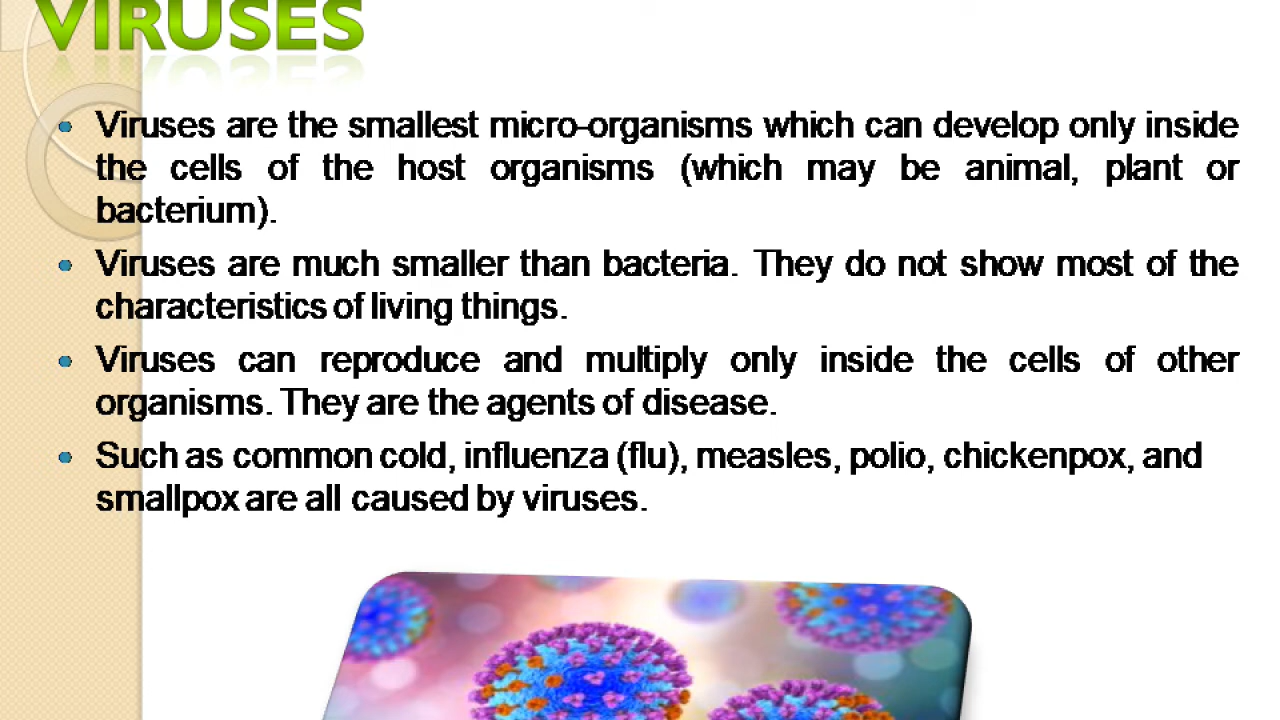 VIRUSES
• Viruses are the smallest micro-organisms which can develop only inside
the cells of the host organisms (which may be animal, plant or
bacterium).
• Viruses are much smaller than bacteria. They do not show most of the
characteristics of living things.
• Viruses can reproduce and multiply only inside the cells of other
organisms. They are the agents of disease.
• Such as common cold, influenza (flu), measles, polio, chickenpox, and
smallpox are all caused by viruses.